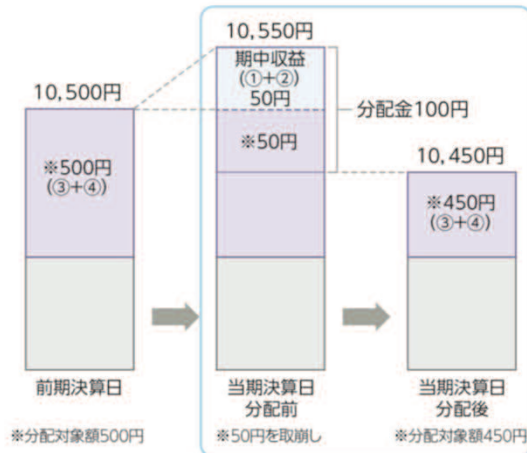 10,550円
期中収益
(①+②)
50円
10,500円
分配金100円
※50円
10,450円
※500円
(③+④)
※450円
(③+④)
前期決算日
当期決算日
分配前
当期決算日
分配後
※分配対象額500円
※50円を取崩し
※分配対象額450円